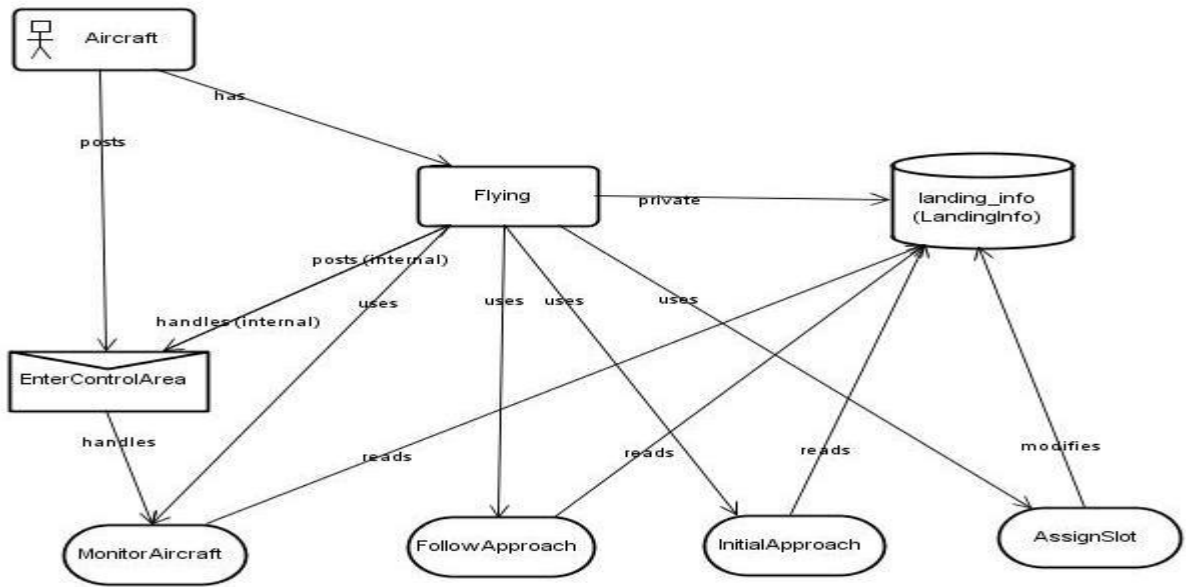 Aircraft
has
posts
Flying
private
landing_info
(LandingInfo)
posts (internal)
uses
uses
uses
uses
handles (internal)
EnterControlArea
handles
reads
reads
reads
modifies
MonitorAircraft
FollowApproach
InitialApproach
AssignSlot